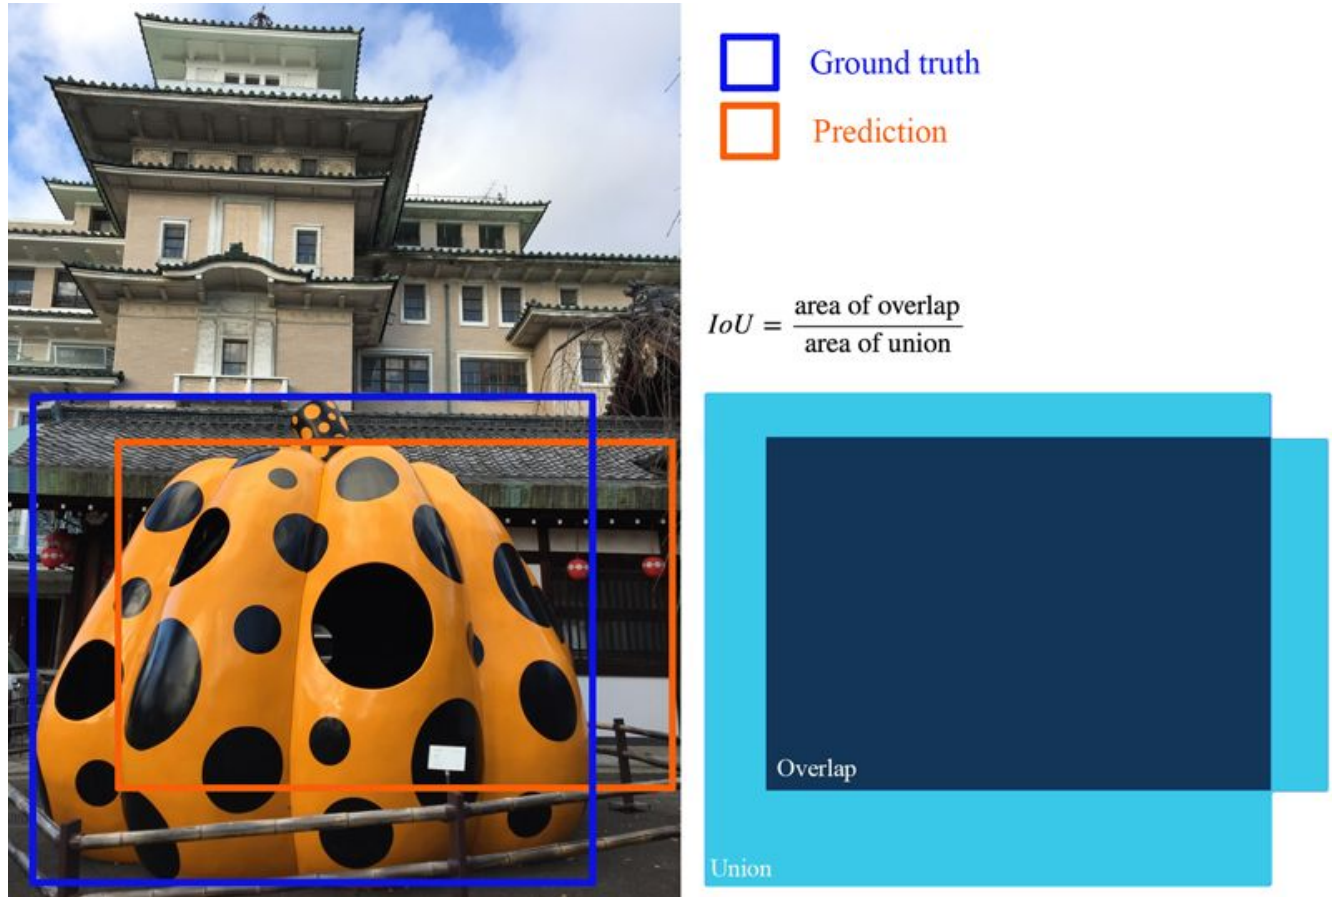 Ground truth
Prediction
IoU = area of overlap / area of union
Overlap
Union